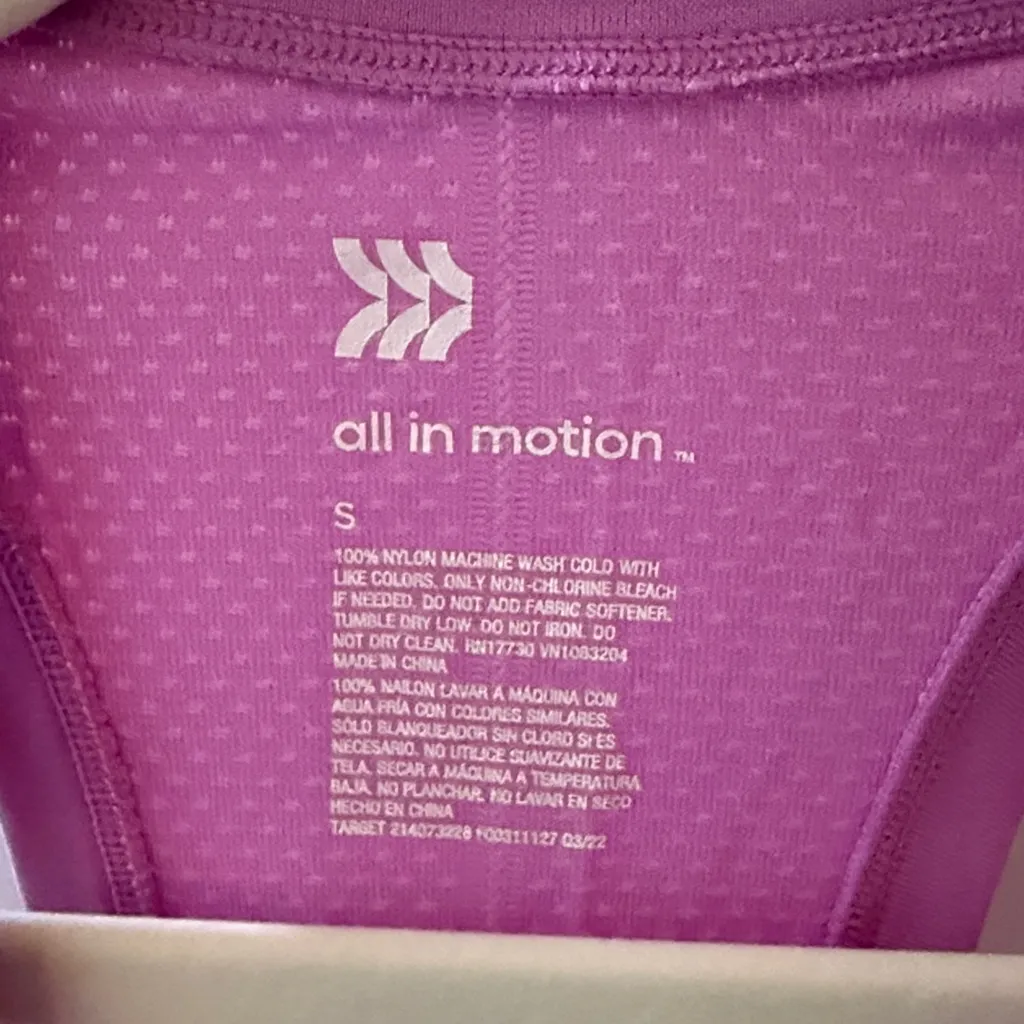 all in motion ™
S
100% NYLON MACHINE WASH COLD WITH
LIKE COLORS. ONLY NON-CHLORINE BLEACH
IF NEEDED. DO NOT ADD FABRIC SOFTENER.
TUMBLE DRY LOW. DO NOT IRON. DO
NOT DRY CLEAN. RN17730 VN1083204
MADE IN CHINA
100% NAILON LAVAR A MÁQUINA CON
AGUA FRÍA CON COLORES SIMILARES.
SÓLO BLANQUEADOR SIN CLORO SI ES
NECESARIO. NO UTILICE SUAVIZANTE DE
TELA. SECAR A MÁQUINA A TEMPERATURA
BAJA. NO PLANCHAR. NO LAVAR EN SECO
HECHO EN CHINA
TARGET 214073228 Q3/22